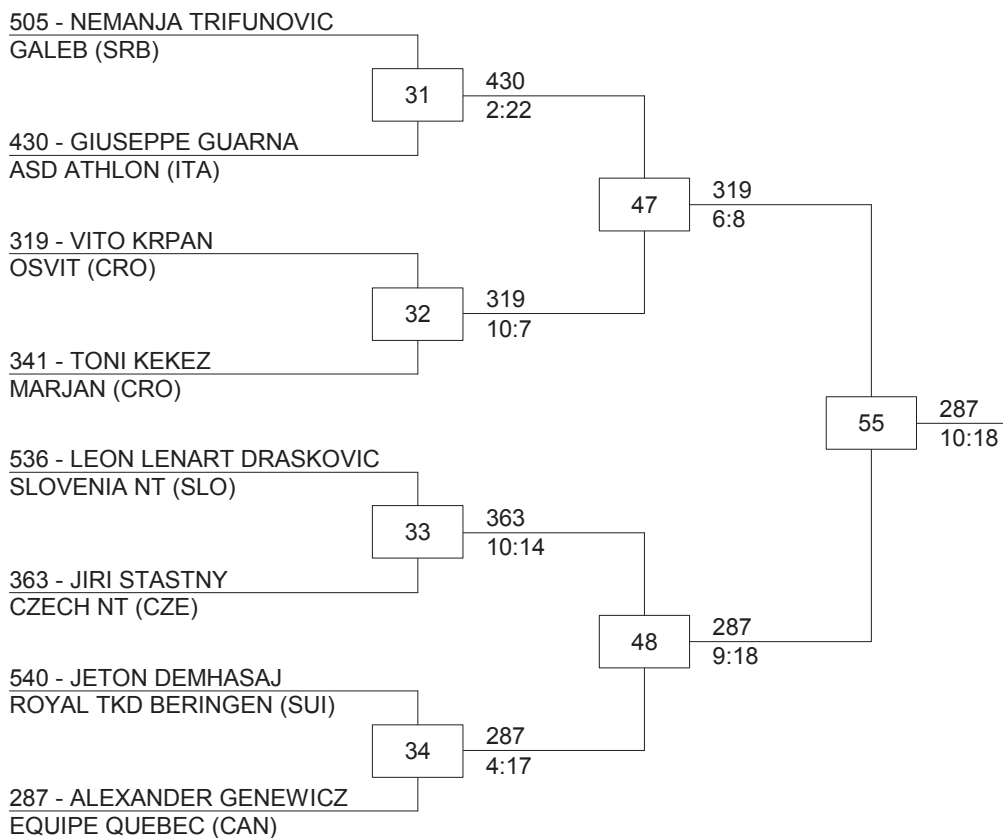 505 - NEMANJA TRIFUNOVIC
GALEB (SRB)
31
430
2:22
430 - GIUSEPPE GUARNA
ASD ATHLON (ITA)
47
319
6:8
319 - VITO KRPAN
OSVIT (CRO)
32
319
10:7
341 - TONI KEKEZ
MARJAN (CRO)
55
287
10:18
536 - LEON LENART DRASKOVIC
SLOVENIA NT (SLO)
33
363
10:14
363 - JIRI STASTNY
CZECH NT (CZE)
48
287
9:18
540 - JETON DEMHASAJ
ROYAL TKD BERINGEN (SUI)
34
287
4:17
287 - ALEXANDER GENEWICZ
EQUIPE QUEBEC (CAN)